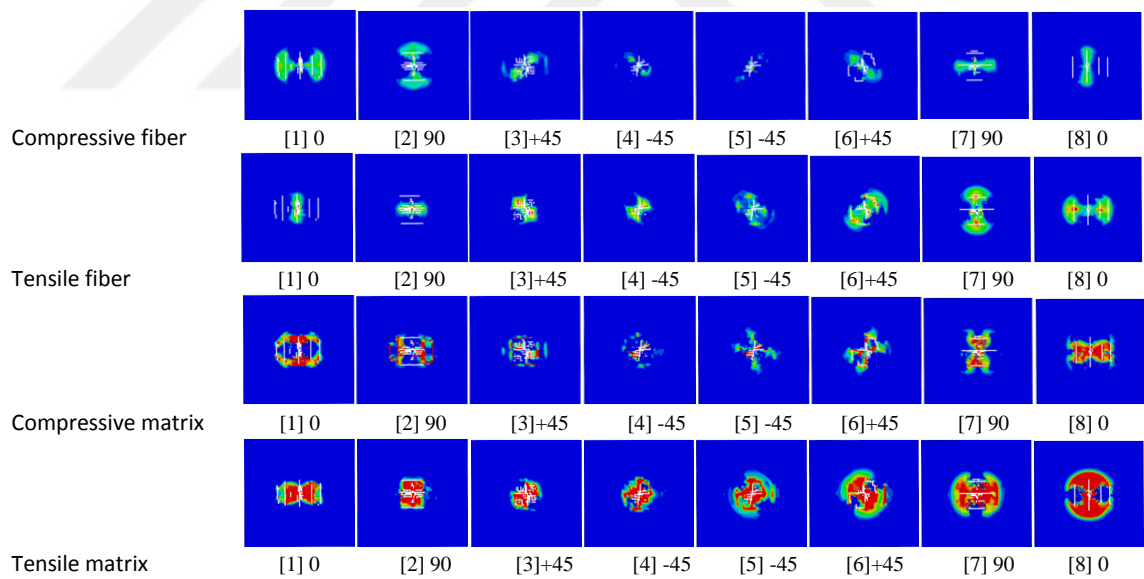 Compressive fiber [1] 0 [2] 90 [3]+45 [4] -45 [5] -45 [6]+45 [7] 90 [8] 0
Tensile fiber [1] 0 [2] 90 [3]+45 [4] -45 [5] -45 [6]+45 [7] 90 [8] 0
Compressive matrix [1] 0 [2] 90 [3]+45 [4] -45 [5] -45 [6]+45 [7] 90 [8] 0
Tensile matrix [1] 0 [2] 90 [3]+45 [4] -45 [5] -45 [6]+45 [7] 90 [8] 0